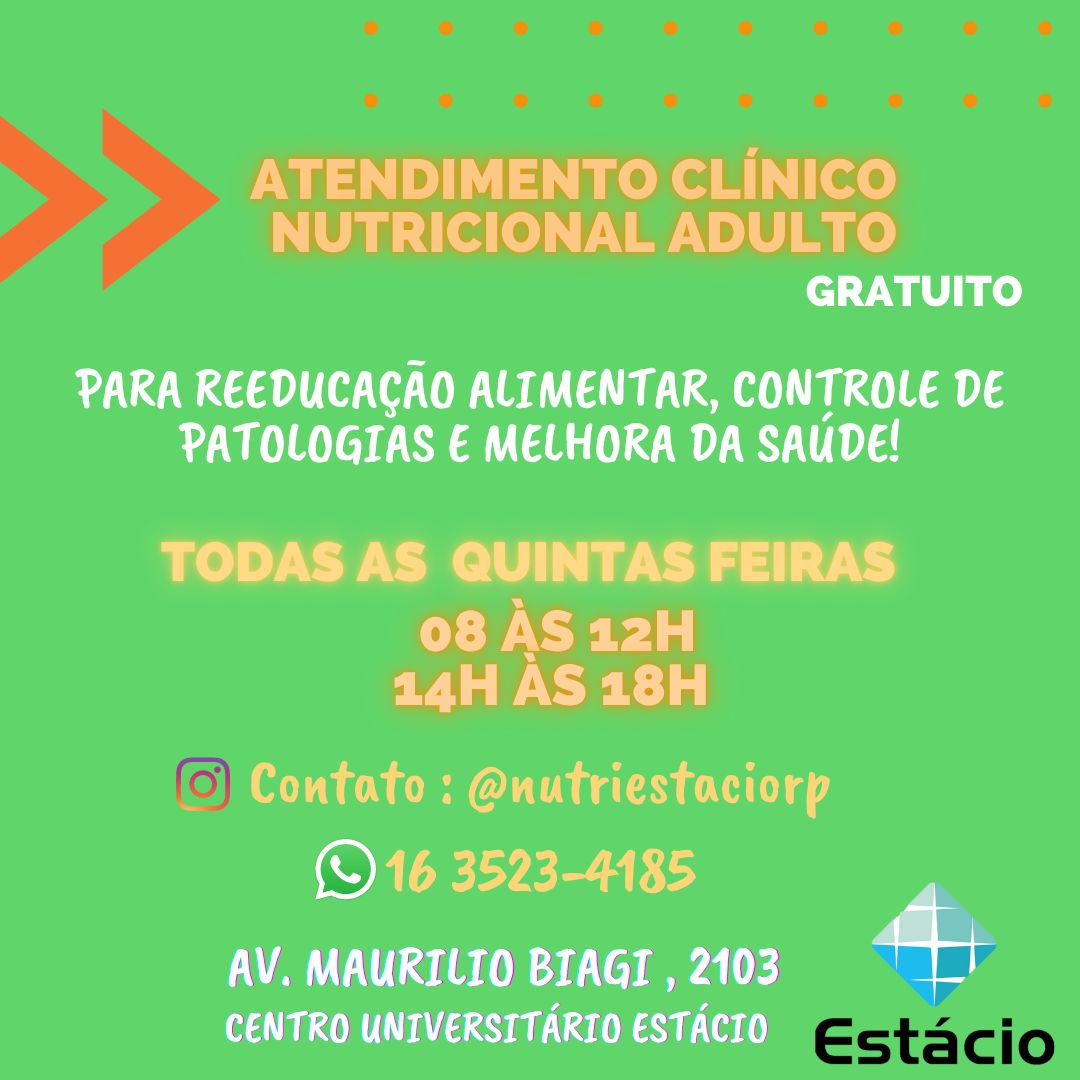 ATENDIMENTO CLÍNICO
NUTRICIONAL ADULTO
GRATUITO
PARA REEDUCAÇÃO ALIMENTAR, CONTROLE DE
PATOLOGIAS E MELHORA DA SAÚDE!
TODAS AS QUINTAS FEIRAS
08 ÀS 12H
14H ÀS 18H
Contato : @nutriestaciorp
16 3523-4185
AV. MAURILIO BIAGI , 2103
CENTRO UNIVERSITÁRIO ESTÁCIO
Estácio